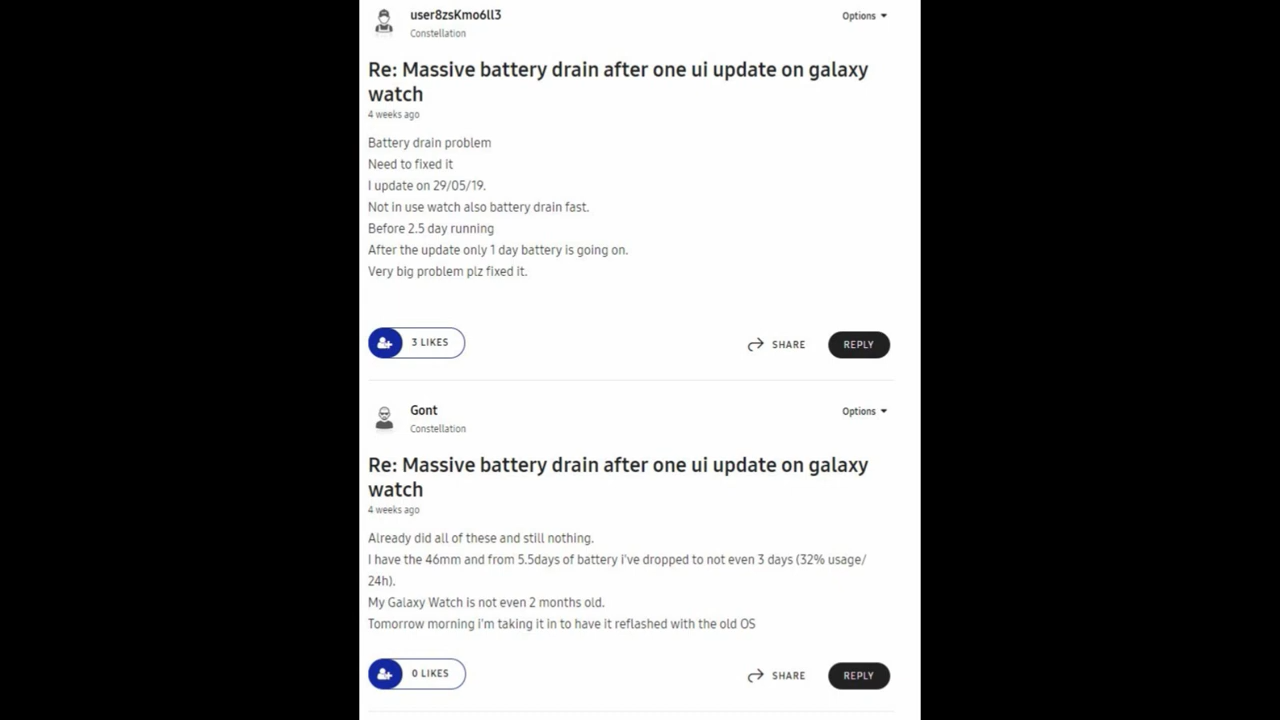 user8zsKmo6ll3
Options
Constellation
Re: Massive battery drain after one ui update on galaxy
watch
4 weeks ago
Battery drain problem
Need to fixed it
I update on 29/05/19.
Not in use watch also battery drain fast.
Before 2.5 day running
After the update only 1 day battery is going on.
Very big problem plz fixed it.
3 LIKES
SHARE
REPLY
Gont
Options
Constellation
Re: Massive battery drain after one ui update on galaxy
watch
4 weeks ago
Already did all of these and still nothing.
I have the 46mm and from 5.5days of battery i've dropped to not even 3 days (32% usage/
24h).
My Galaxy Watch is not even 2 months old.
Tomorrow morning i'm taking it in to have it reflashed with the old OS
0 LIKES
SHARE
REPLY